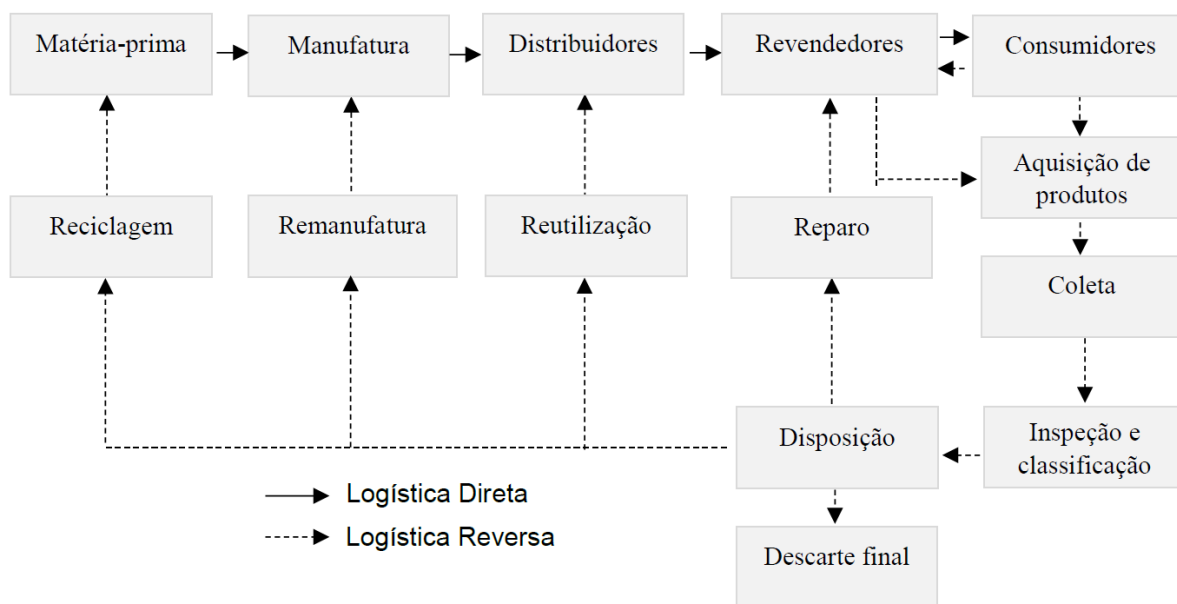 Matéria-prima
Manufatura
Distribuidores
Revendedores
Consumidores
Aquisição de
produtos
Reciclagem
Remanufatura
Reutilização
Reparo
Coleta
Disposição
Inspeção e
classificação
Logística Direta
Logística Reversa
Descarte final